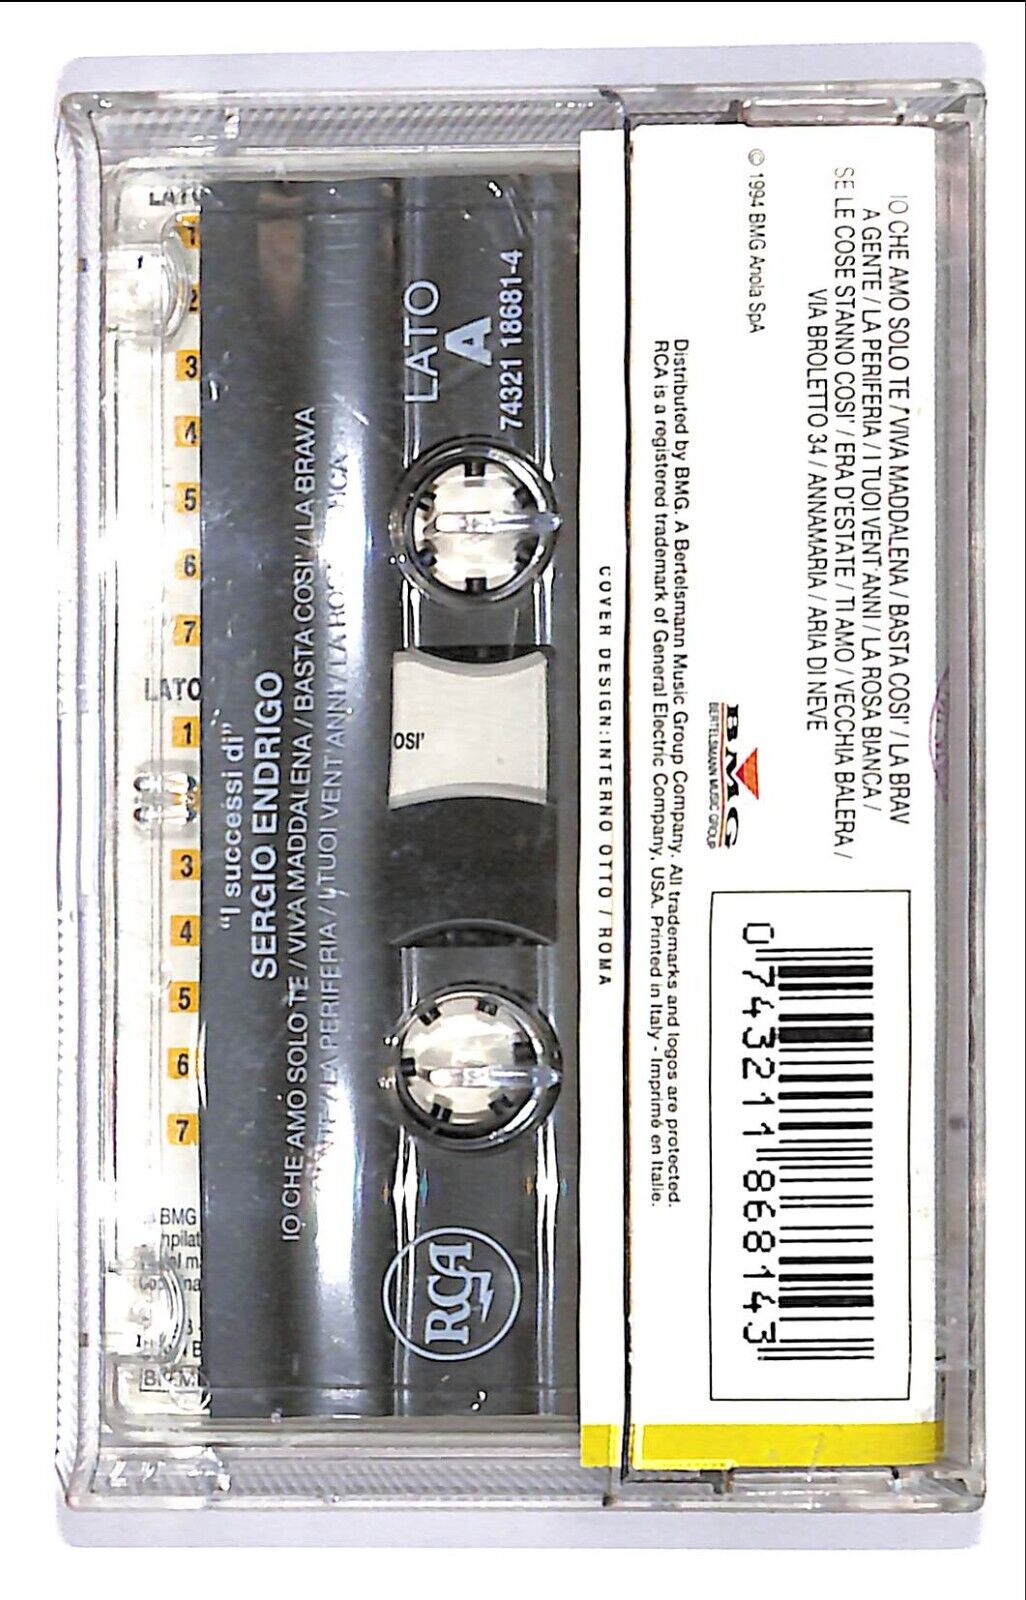 IO CHE AMO SOLO TE / VIVA MADDALENA / BASTA COSI' / LA BRAV
A GENTE / LA PERIFERIA / I TUOI VENT'ANNI / LA ROSA BIANCA /
SE LE COSE STANNO COSI' / ERA D'ESTATE / TI AMO / VECCHIA BALERA /
VIA BROLETTO 34 / ANNAMARIA / ARIA DI NEVE
© 1994 BMG Ariola SpA
BMG
BERTELSMANN MUSIC GROUP
0 743211 868143
Distributed by BMG. A Bertelsmann Music Group Company. All trademarks and logos are protected.
RCA is a registered trademark of General Electric Company, USA. Printed in Italy - Imprimé en Italie.
COVER DESIGN: INTERNO OTTO / ROMA
LATO
A
74321 18681-4
OSI'
RCA
"I successi di"
SERGIO ENDRIGO
IO CHE AMO SOLO TE / VIVA MADDALENA / BASTA COSI' / LA BRAVA
LA PERIFERIA / I TUOI VENT'ANNI / LA
LATO
1
2
3
4
5
6
7
LATO
1
3
4
5
6
7
BMG